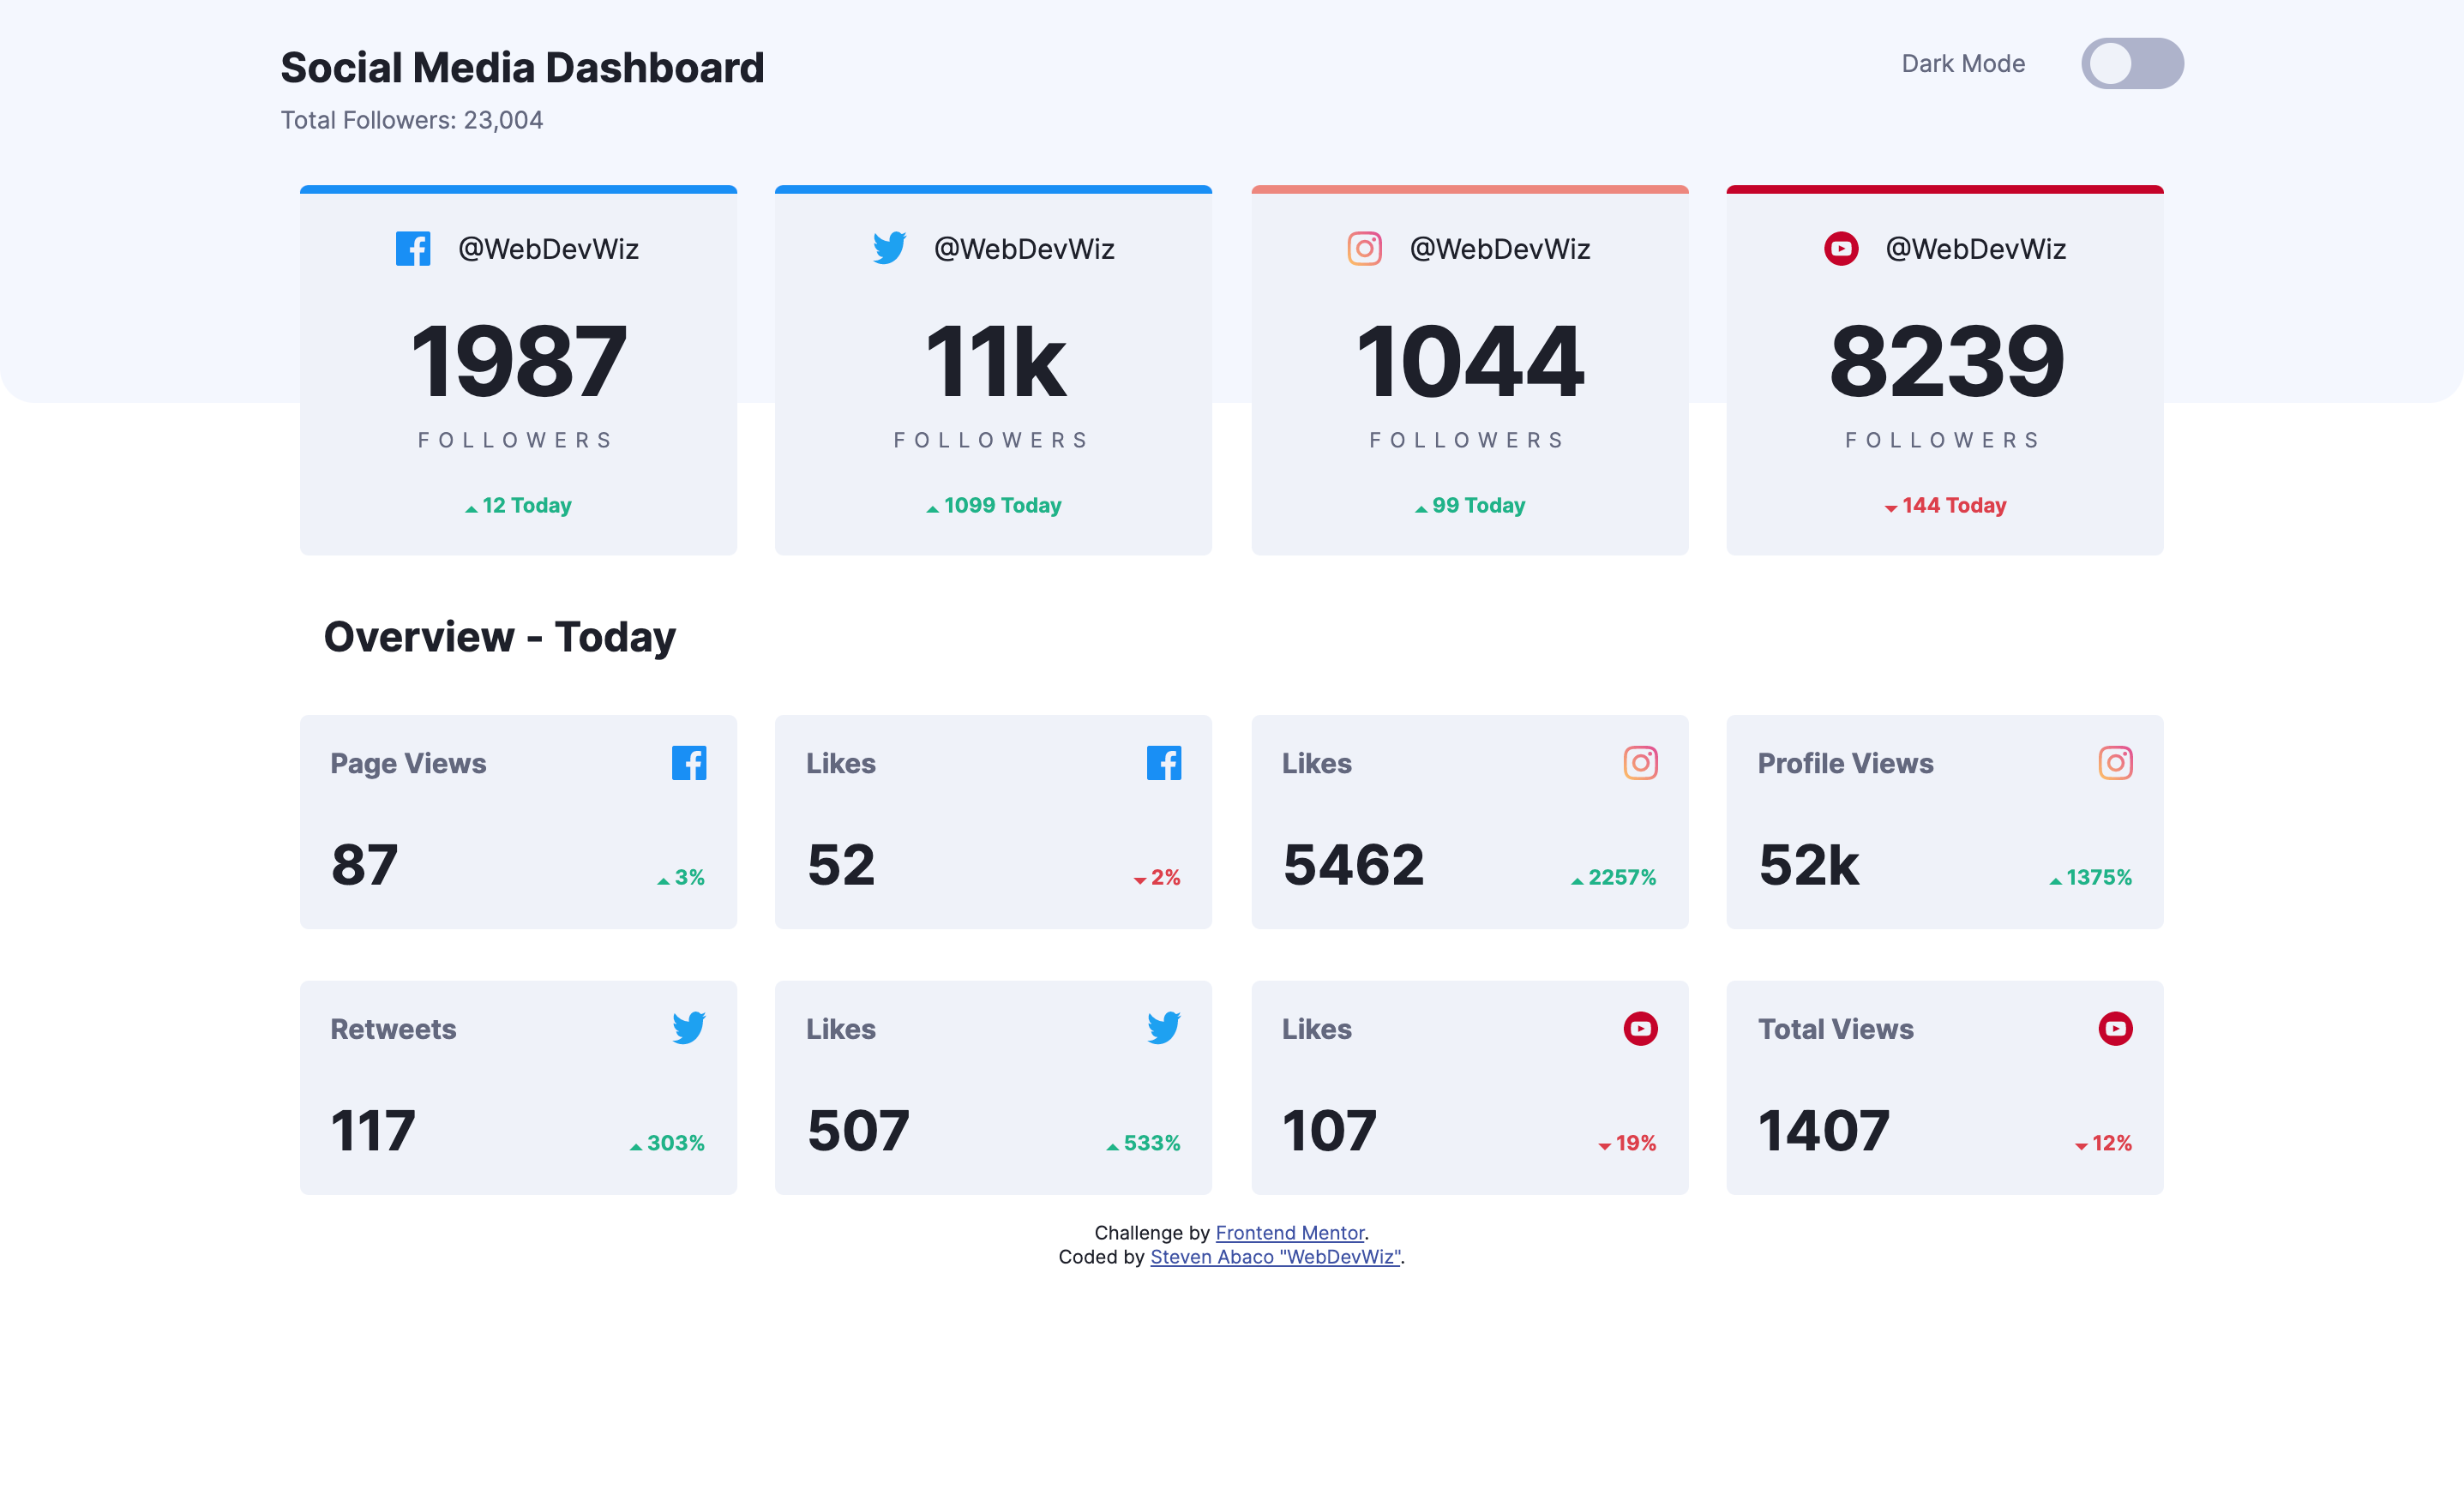 Social Media Dashboard
Dark Mode
Total Followers: 23,004
@WebDevWiz
1987
FOLLOWERS
12 Today
@WebDevWiz
11k
FOLLOWERS
1099 Today
@WebDevWiz
1044
FOLLOWERS
99 Today
@WebDevWiz
8239
FOLLOWERS
144 Today
Overview - Today
Page Views
87
3%
Likes
52
2%
Likes
5462
2257%
Profile Views
52k
1375%
Retweets
117
303%
Likes
507
533%
Likes
107
19%
Total Views
1407
12%
Challenge by Frontend Mentor.
Coded by Steven Abaco "WebDevWiz".